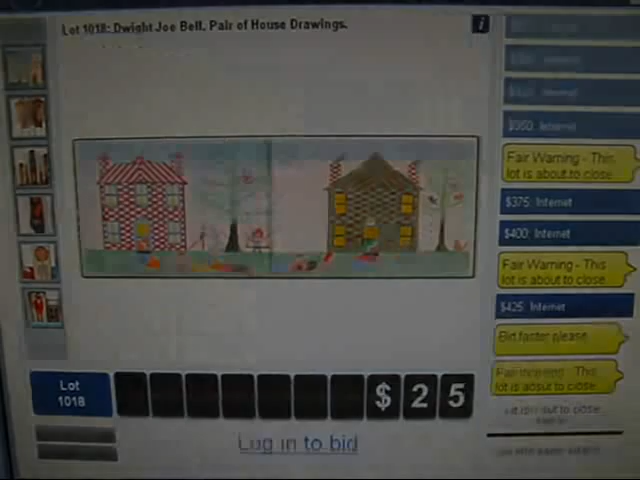 Lot 1018: Dwight Joe Bell, Pair of House Drawings.
i
$350: Internet
Fair Warning - This
lot is about to close
$375: Internet
$400: Internet
Fair Warning - This
lot is about to close
$425: Internet
Bid faster please
Fair Warning - This
lot is about to close
Lot
1018
$25
Log in to bid